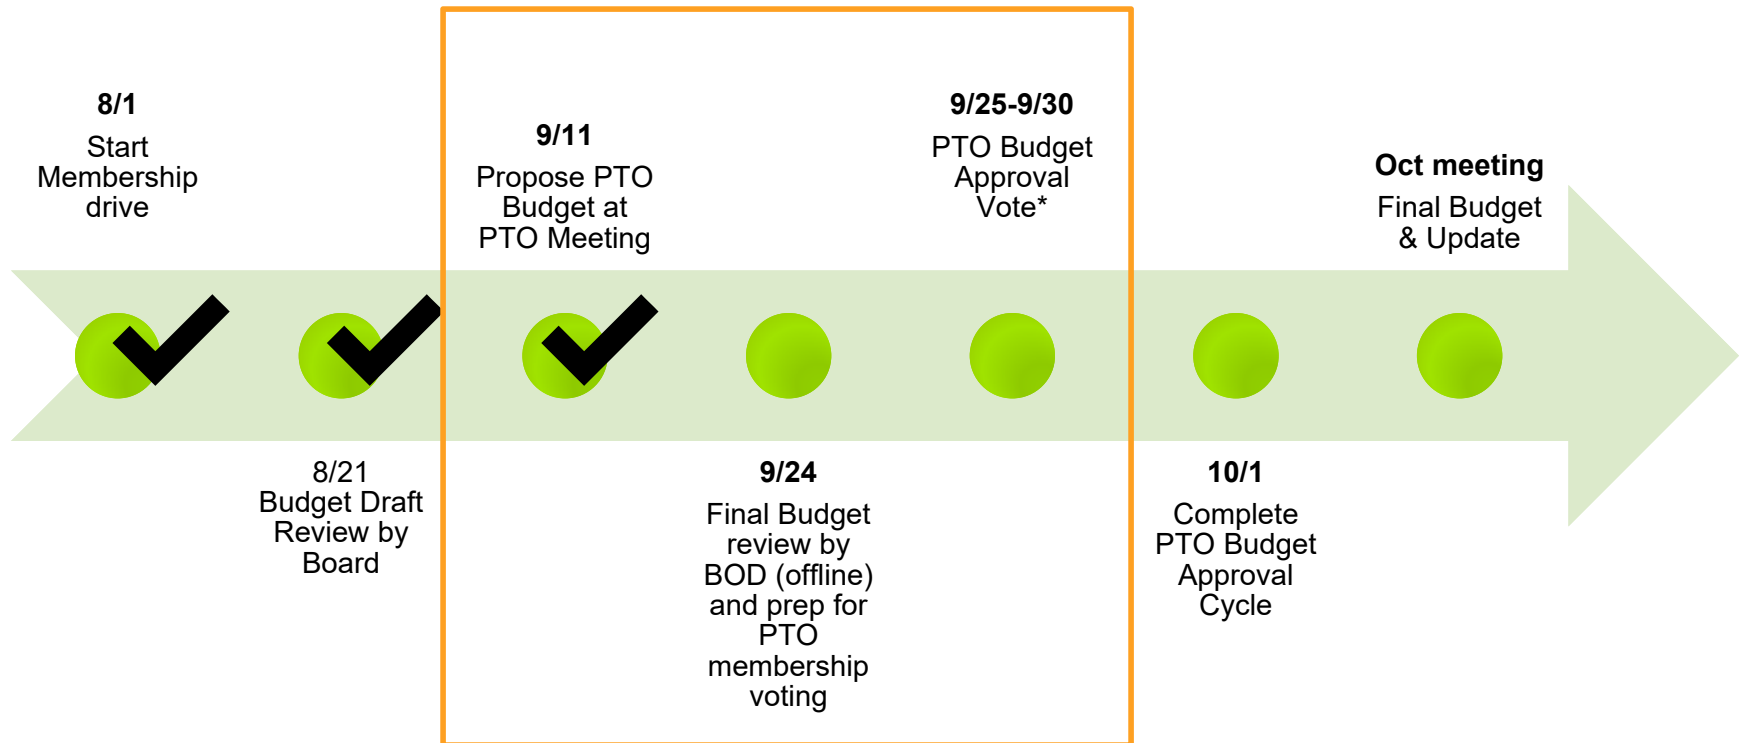 8/1
Start
Membership
drive
8/21
Budget Draft
Review by
Board
9/11
Propose PTO
Budget at
PTO Meeting
9/24
Final Budget
review by
BOD (offline)
and prep for
PTO
membership
voting
9/25-9/30
PTO Budget
Approval
Vote*
10/1
Complete
PTO Budget
Approval
Cycle
Oct meeting
Final Budget
& Update